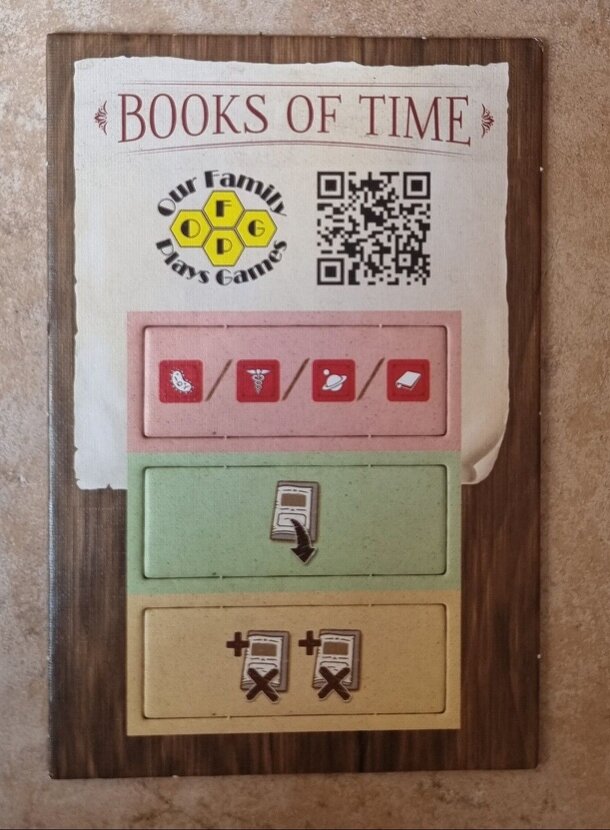 BOOKS OF TIME
Our Family
F
O G
P
Plays Games